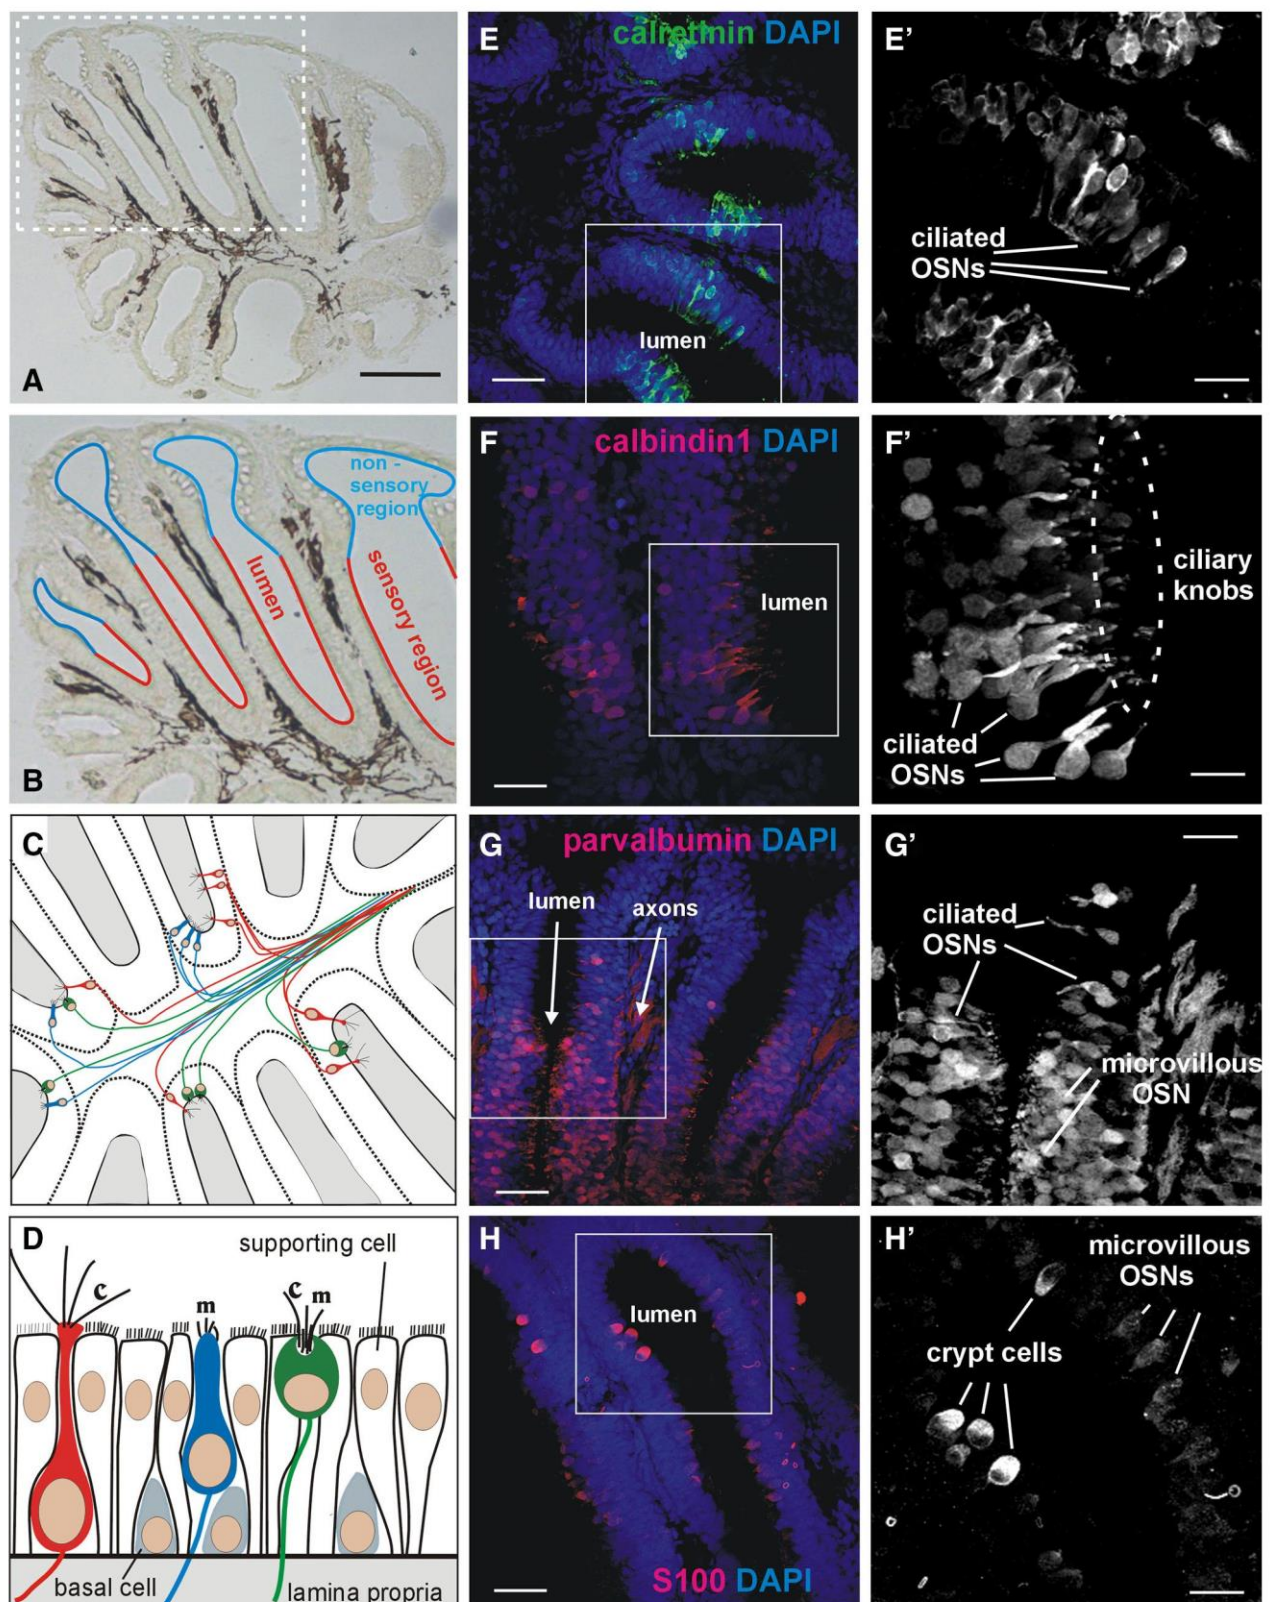 A
B
non -
sensory
region
lumen
sensory region
C
D
supporting cell
c
m
c m
basal cell
lamina propria
E
calretinin DAPI
lumen
E’
ciliated
OSNs
F
calbindin1 DAPI
lumen
F’
ciliary
knobs
ciliated
OSNs
G
parvalbumin DAPI
lumen
axons
G’
ciliated
OSNs
microvillous
OSN
H
lumen
S100 DAPI
H’
microvillous
OSNs
crypt cells